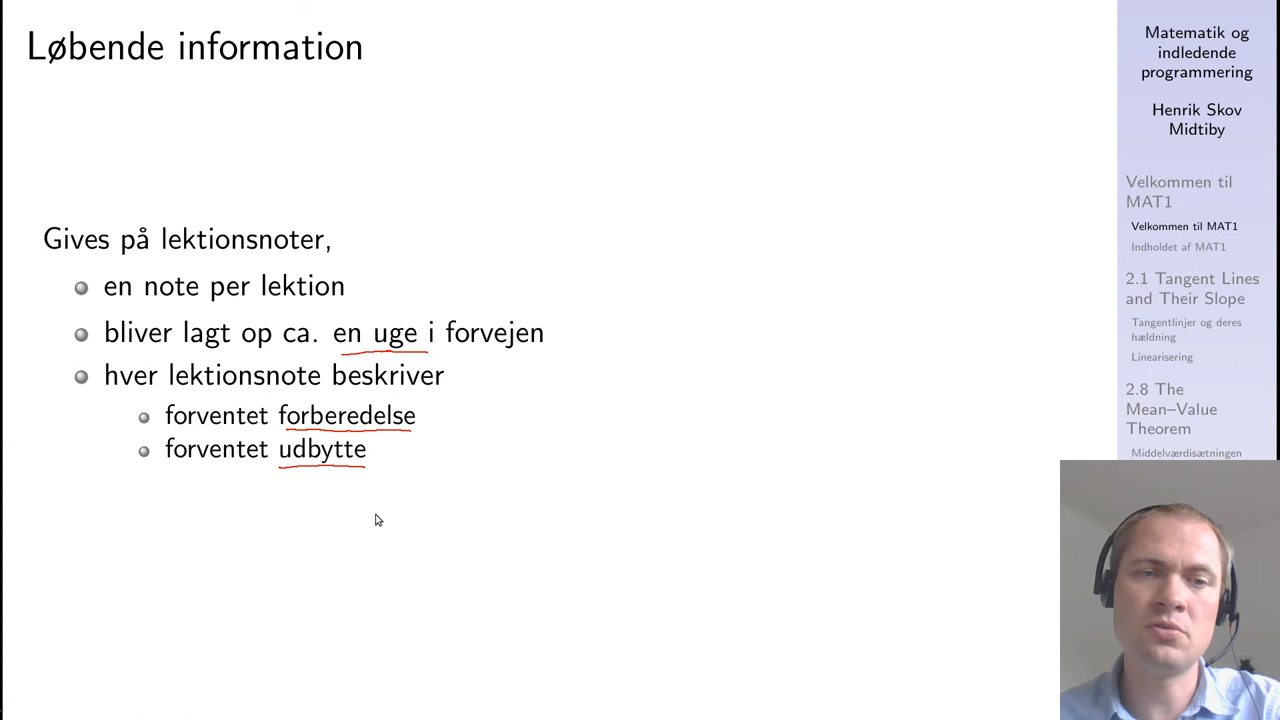 Løbende information
Gives på lektionsnoter,
en note per lektion
bliver lagt op ca. en uge i forvejen
hver lektionsnote beskriver
forventet forberedelse
forventet udbytte
Matematik og
indledende
programmering
Henrik Skov
Midtiby
Velkommen til
MAT1
Velkommen til MAT1
Indholdet af MAT1
2.1 Tangent Lines
and Their Slope
Tangentlinjer og deres
hældning
Linearisering
2.8 The
Mean–Value
Theorem
Middelværdisætningen